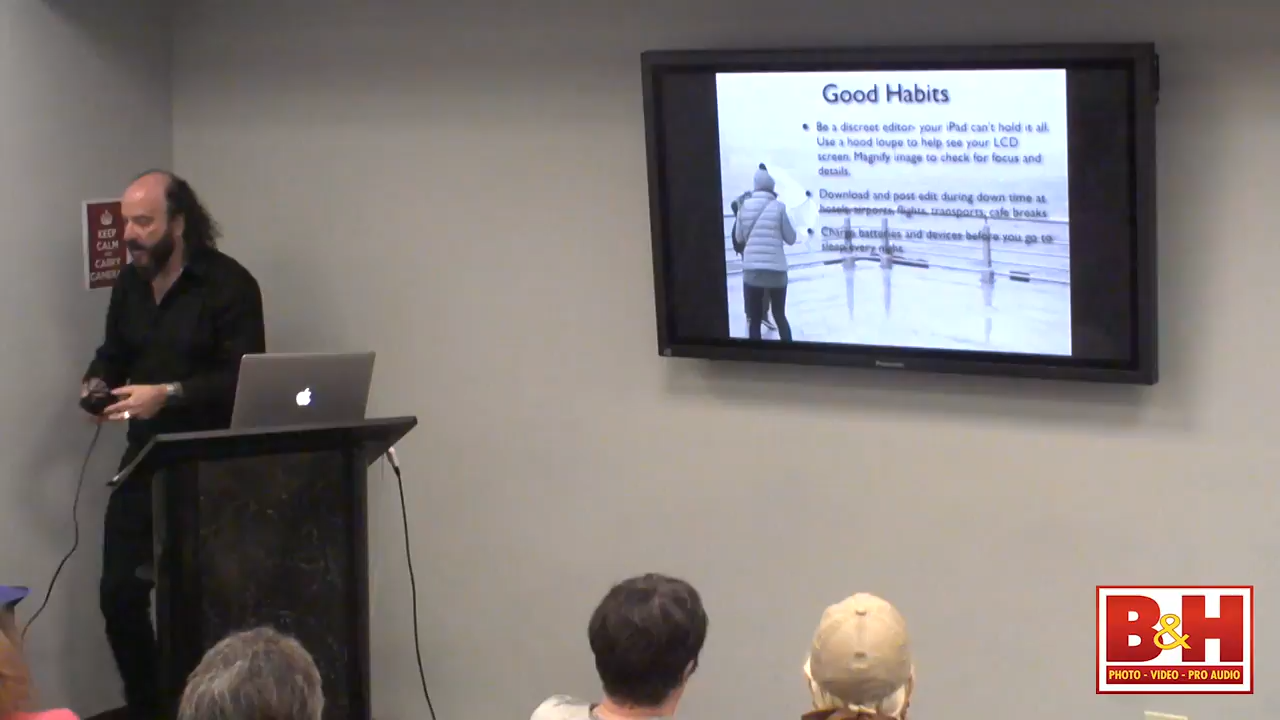 Good Habits
• Be a discreet editor- your iPad can't hold it all.
Use a hood loupe to help see your LCD
screen. Magnify image to check for focus and
details.
• Download and post edit during down time at
hotels, airports, flights, transports, cafe breaks
• Charge batteries and devices before you go to
sleep every night.
KEEP
CALM
AND
CARRY
Panasonic
B&H
PHOTO - VIDEO - PRO AUDIO